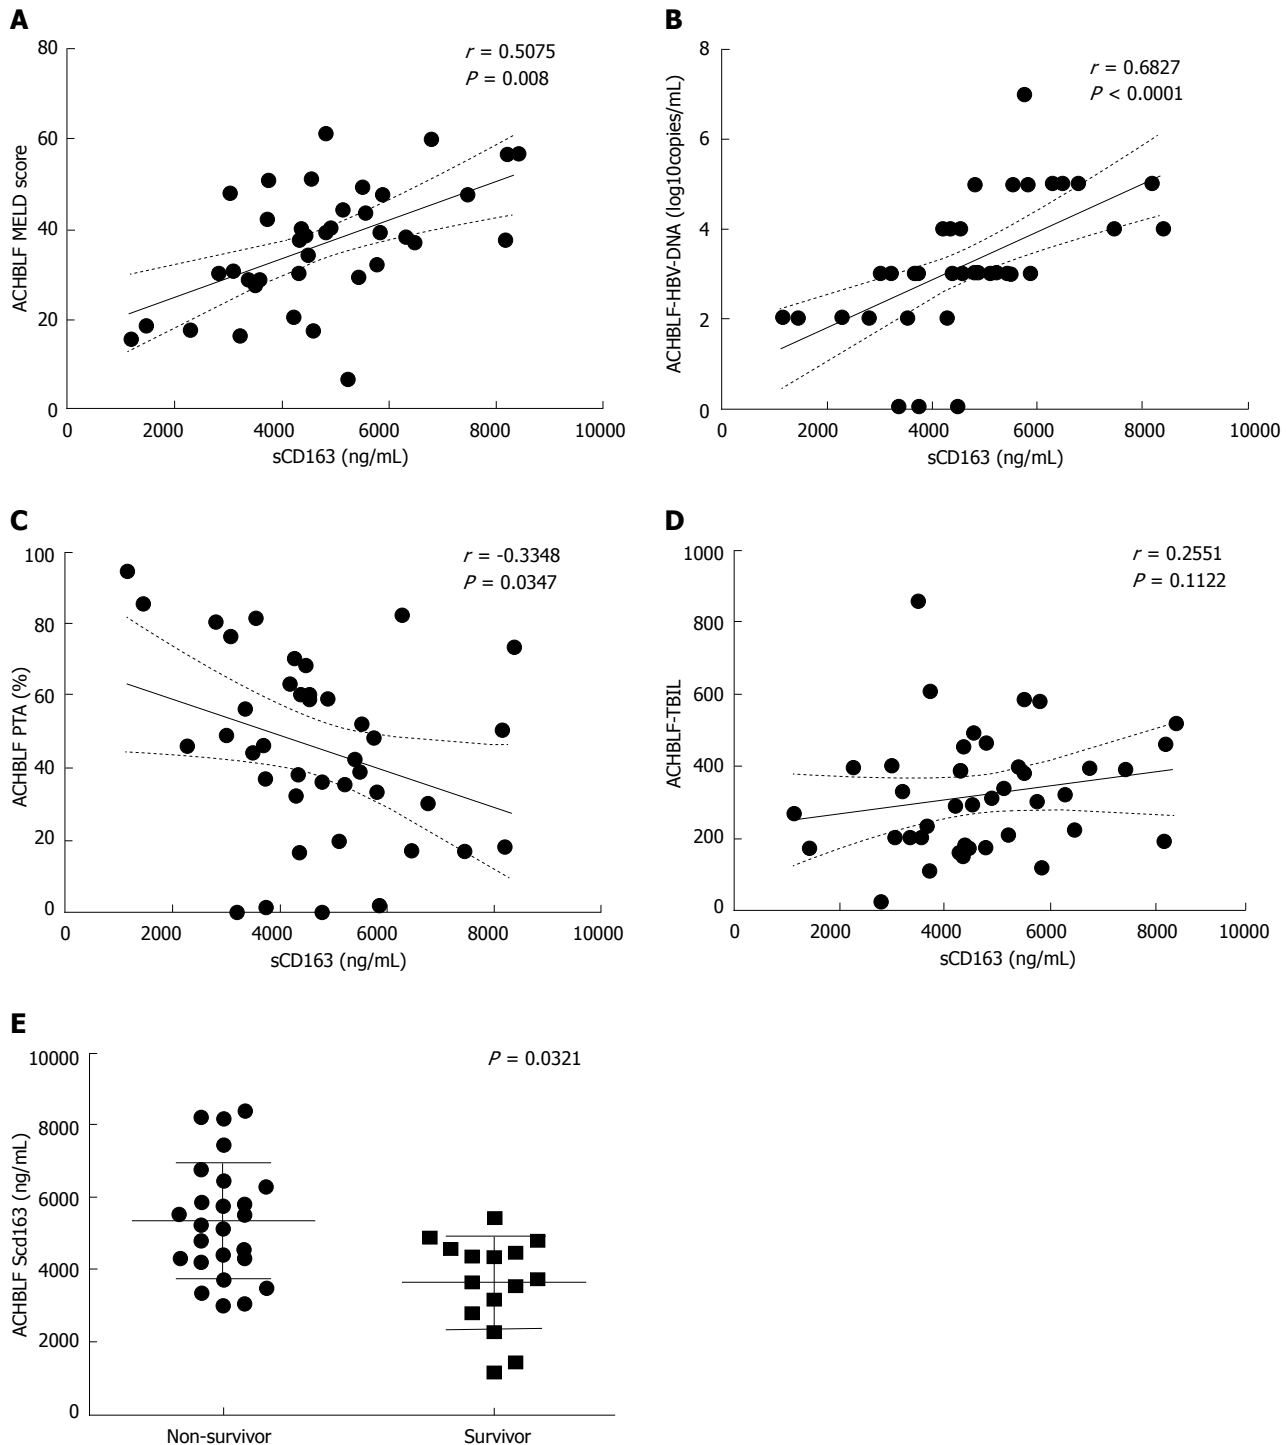 A
r = 0.5075
P = 0.008
ACHBLF MELD score
80
60
40
20
0
0 2000 4000 6000 8000 10000
sCD163 (ng/mL)
B
r = 0.6827
P < 0.0001
ACHBLF-HBV-DNA (log10copies/mL)
8
6
4
2
0
0 2000 4000 6000 8000 10000
sCD163 (ng/mL)
C
r = -0.3348
P = 0.0347
ACHBLF PTA (%)
100
80
60
40
20
0
0 2000 4000 6000 8000 10000
sCD163 (ng/mL)
D
r = 0.2551
P = 0.1122
ACHBLF-TBIL
1000
800
600
400
200
0
0 2000 4000 6000 8000 10000
sCD163 (ng/mL)
E
P = 0.0321
ACHBLF Scd163 (ng/mL)
10000
8000
6000
4000
2000
0
Non-survivor Survivor